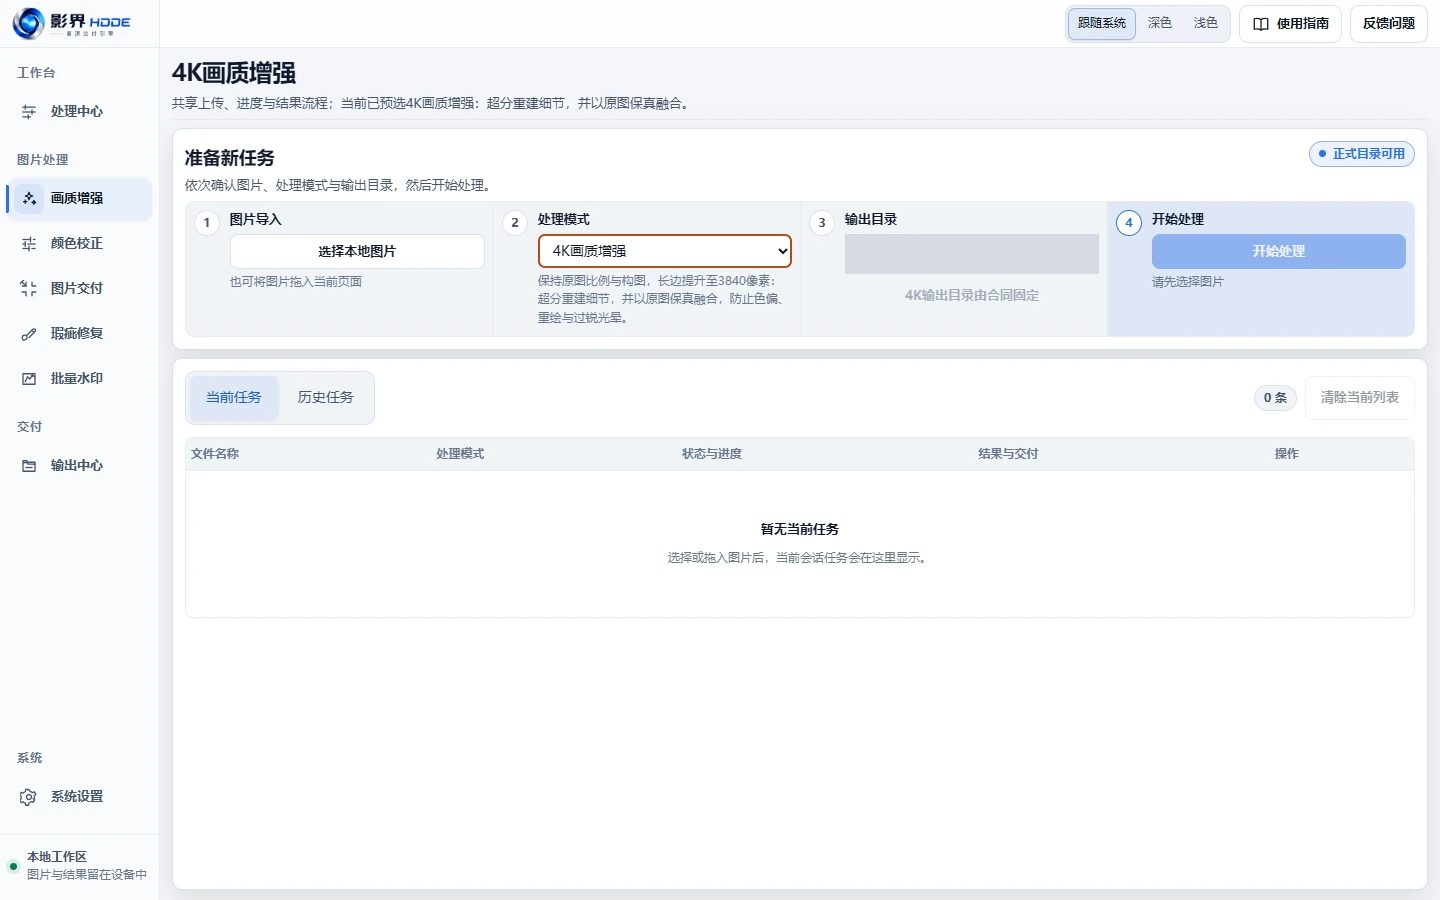 影界 HDDE
高清交付引擎
跟随系统
深色
浅色
使用指南
反馈问题
工作台
处理中心
图片处理
画质增强
颜色校正
图片交付
瑕疵修复
批量水印
交付
输出中心
系统
系统设置
本地工作区
图片与结果留在设备中
4K画质增强
共享上传、进度与结果流程；当前已预选4K画质增强：超分重建细节，并以原图保真融合。
准备新任务
正式目录可用
依次确认图片、处理模式与输出目录，然后开始处理。
1
图片导入
选择本地图片
也可将图片拖入当前页面
2
处理模式
4K画质增强
保持原图比例与构图，长边提升至3840像素：
超分重建细节，并以原图保真融合，防止色偏、
重绘与过锐光晕。
3
输出目录
4K输出目录由合同固定
4
开始处理
开始处理
请先选择图片
当前任务
历史任务
0 条
清除当前列表
文件名称
处理模式
状态与进度
结果与交付
操作
暂无当前任务
选择或拖入图片后，当前会话任务会在这里显示。